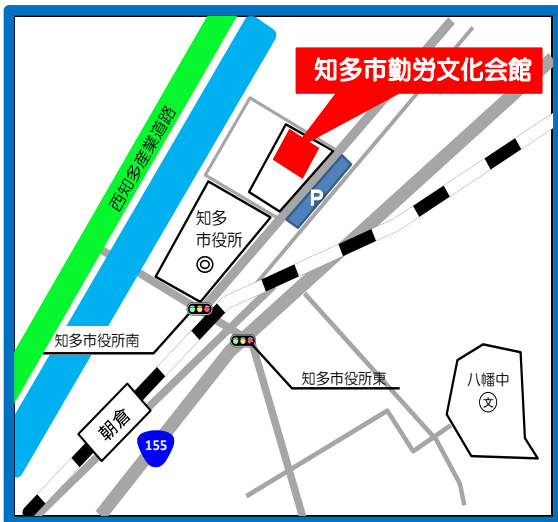 知多市勤労文化会館
西知多産業道路
P
知多
市役所
知多市役所南
知多市役所東
八幡中
文
朝倉
155